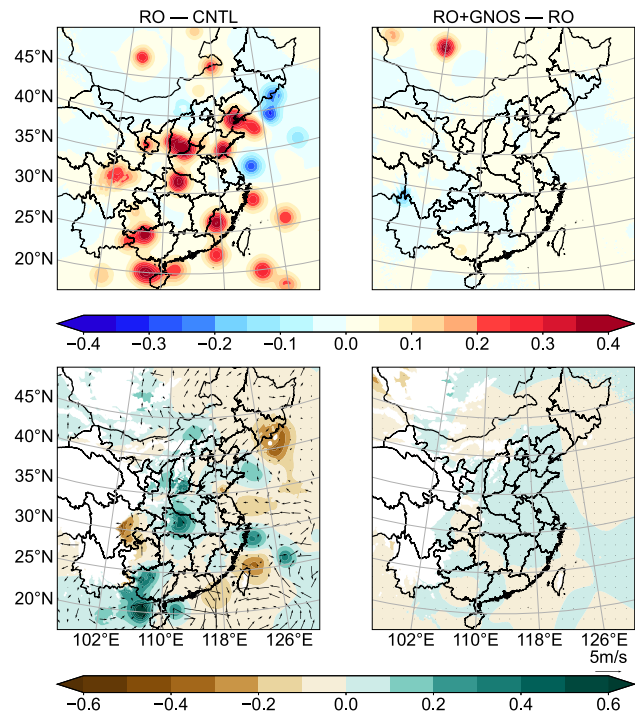 RO — CNTL RO+GNOS — RO
45°N
40°N
35°N
30°N
25°N
20°N
−0.4 −0.3 −0.2 −0.1 0.0 0.1 0.2 0.3 0.4
45°N
40°N
35°N
30°N
25°N
20°N
102°E 110°E 118°E 126°E 102°E 110°E 118°E 126°E
5m/s
−0.6 −0.4 −0.2 0.0 0.2 0.4 0.6